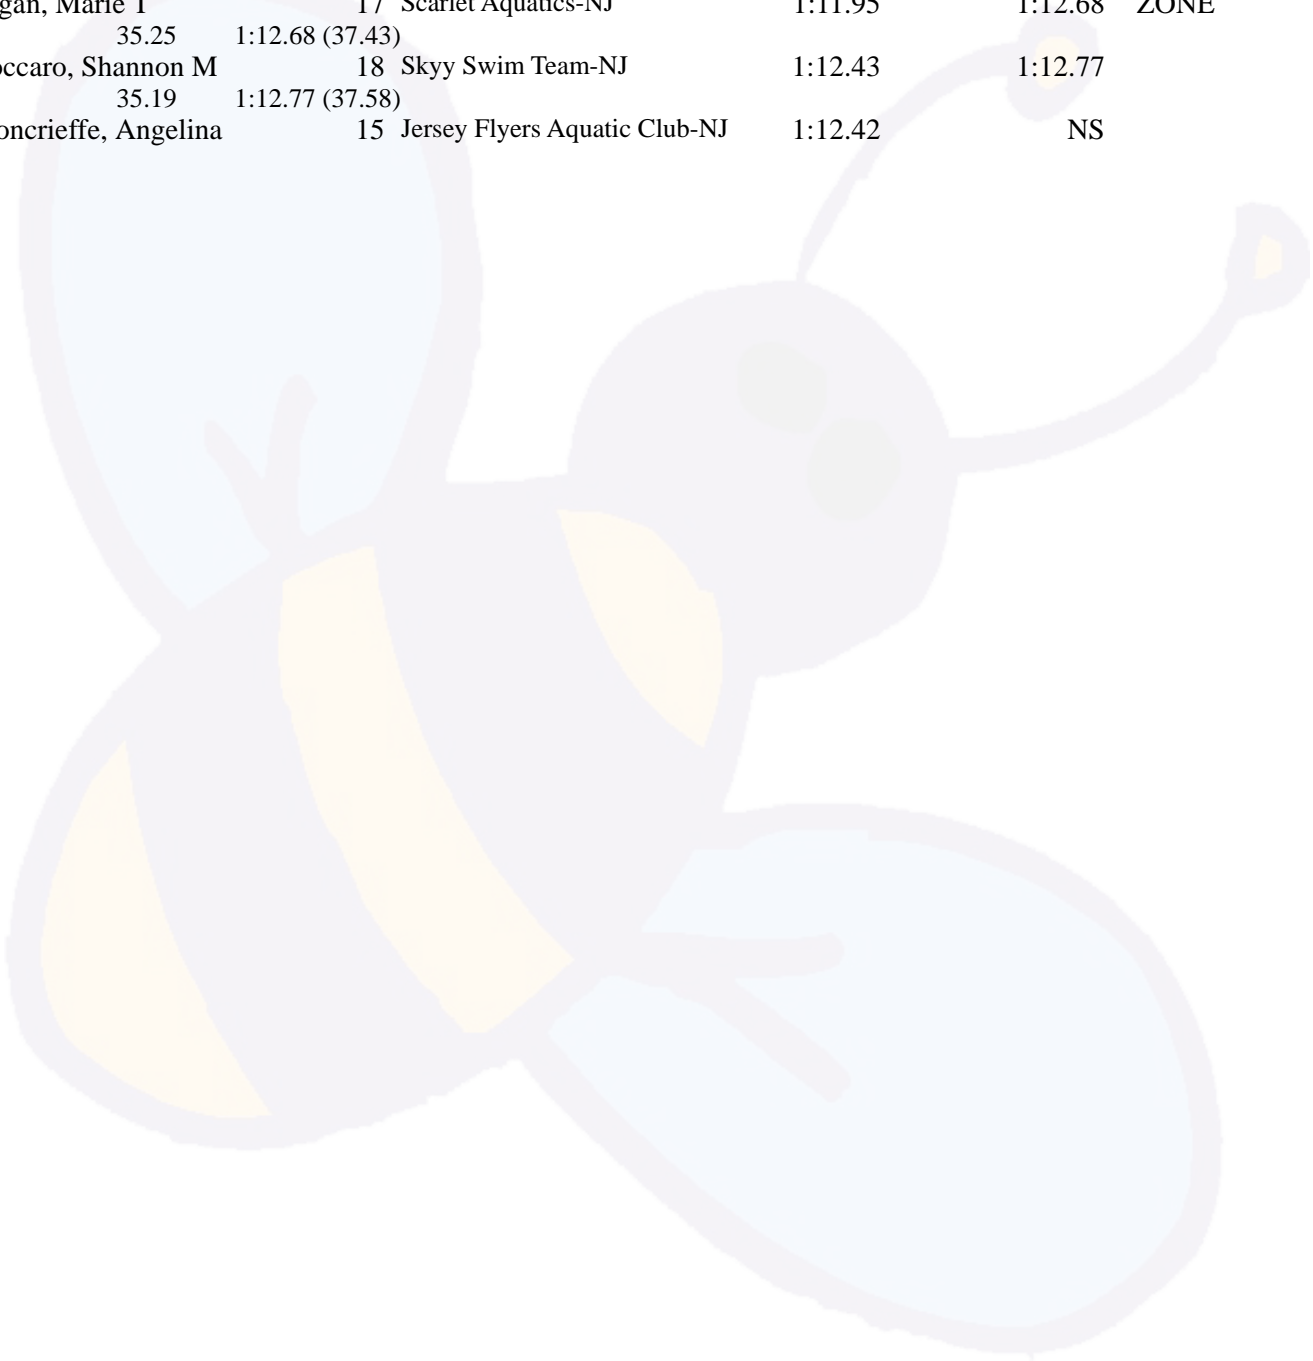 gan, Marie T 17 Scarlet Aquatics-NJ 1:11.95 1:12.68 ZONE
35.25 1:12.68 (37.43)
occaro, Shannon M 18 Skyy Swim Team-NJ 1:12.43 1:12.77
35.19 1:12.77 (37.58)
oncrieffe, Angelina 15 Jersey Flyers Aquatic Club-NJ 1:12.42 NS